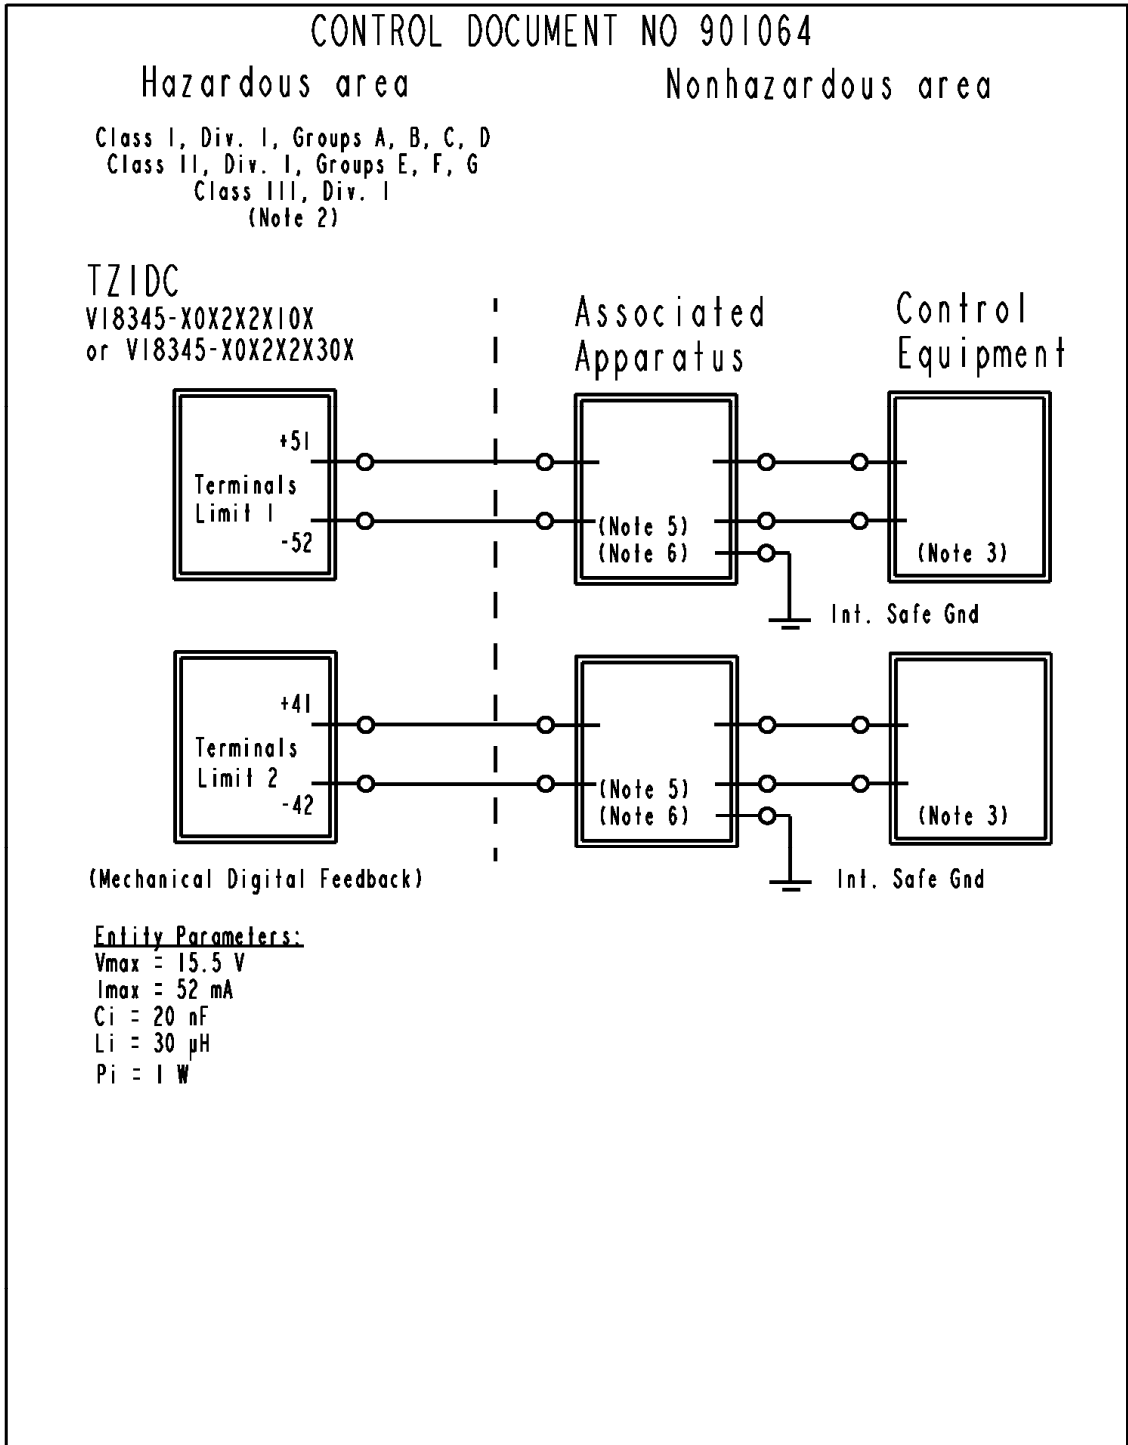 CONTROL DOCUMENT NO 901064
Hazardous area
Nonhazardous area
Class I, Div. I, Groups A, B, C, D
Class II, Div. I, Groups E, F, G
Class III, Div. I
(Note 2)
TZIDC
V18345-X0X2X2X10X
or V18345-X0X2X2X30X
Associated
Apparatus
Control
Equipment
+51
Terminals
Limit 1
-52
(Note 5)
(Note 6)
(Note 3)
Int. Safe Gnd
+41
Terminals
Limit 2
-42
(Note 5)
(Note 6)
(Note 3)
Int. Safe Gnd
(Mechanical Digital Feedback)
Entity Parameters:
Vmax = 15.5 V
Imax = 52 mA
Ci = 20 nF
Li = 30 µH
Pi = 1 W